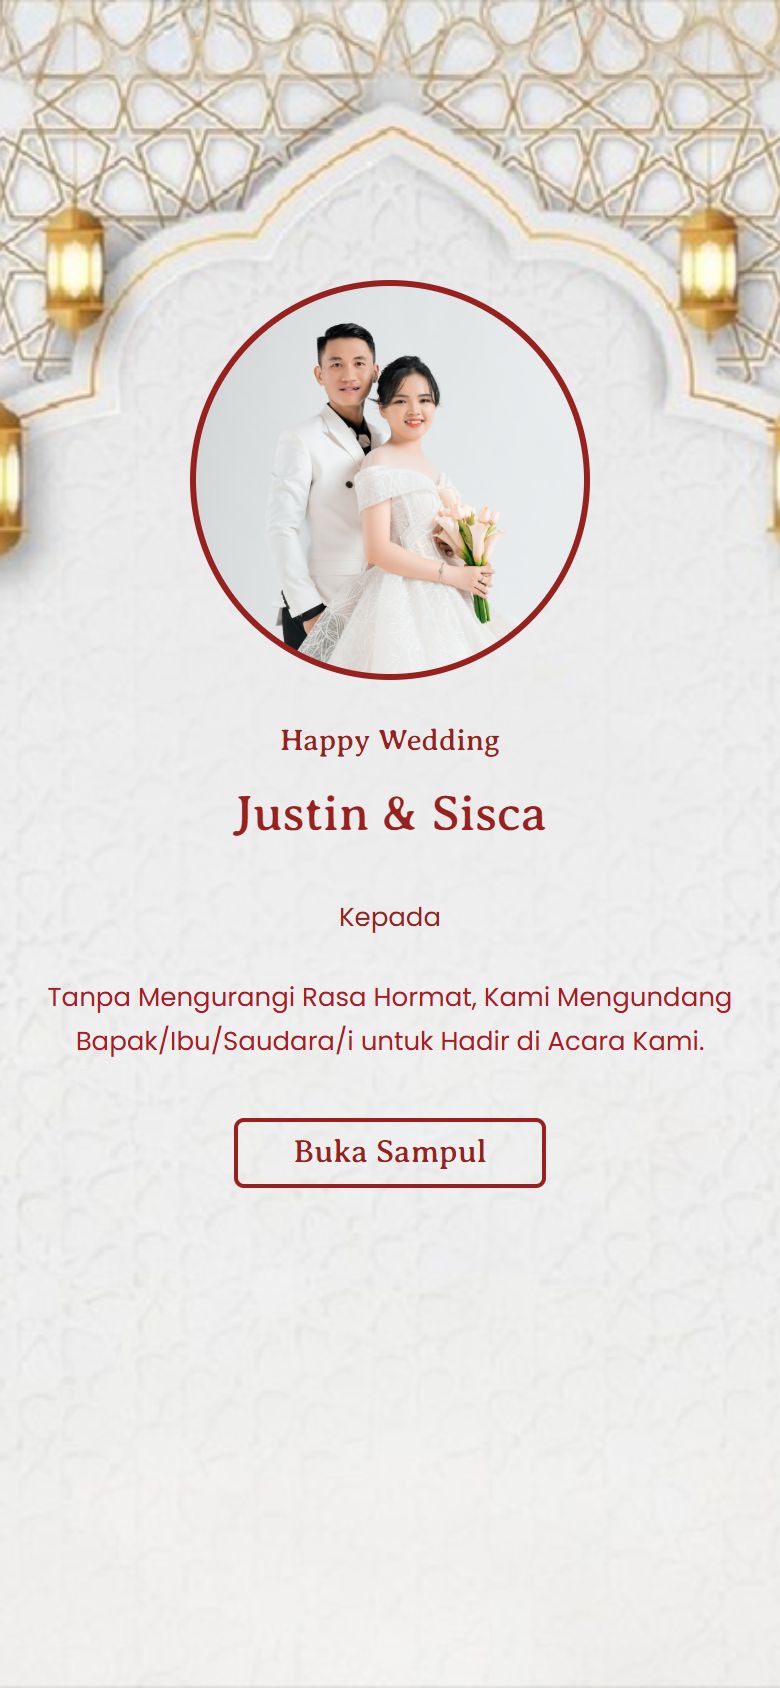 Happy Wedding
Justin & Sisca
Kepada
Tanpa Mengurangi Rasa Hormat, Kami Mengundang
Bapak/Ibu/Saudara/i untuk Hadir di Acara Kami.
Buka Sampul